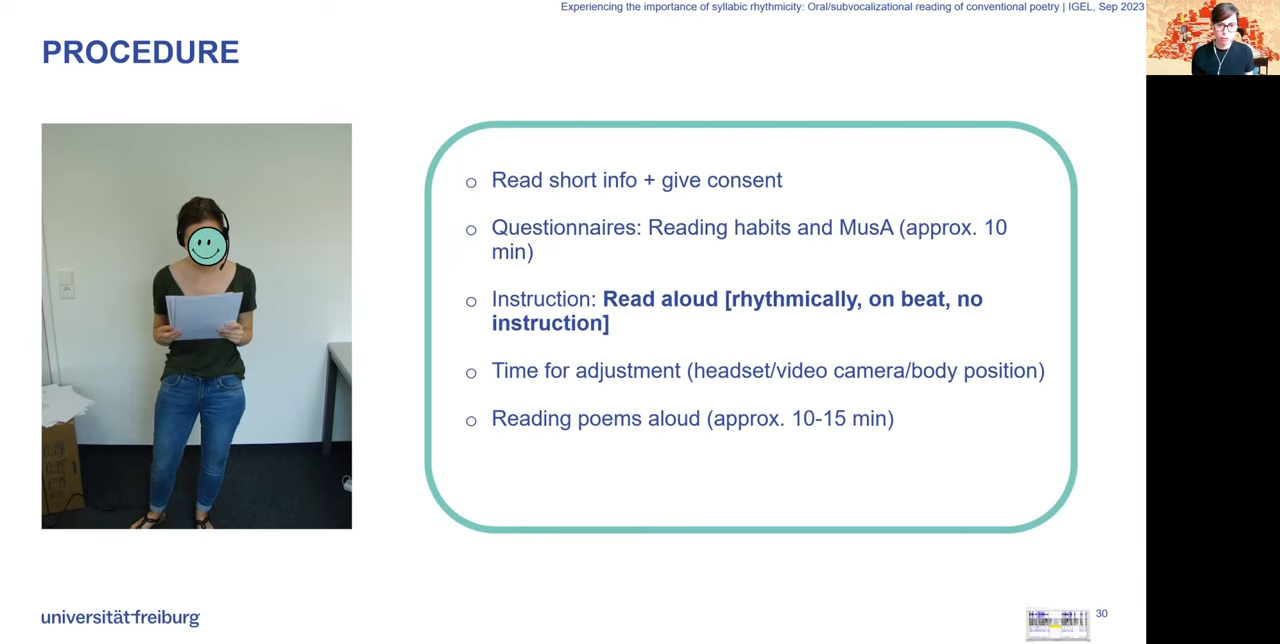 Experiencing the importance of syllabic rhythmicity: Oral/subvocalizational reading of conventional poetry | IGEL, Sep 2023
PROCEDURE
Read short info + give consent
Questionnaires: Reading habits and MusA (approx. 10
min)
Instruction: Read aloud [rhythmically, on beat, no
instruction]
Time for adjustment (headset/video camera/body position)
Reading poems aloud (approx. 10-15 min)
universität freiburg
30